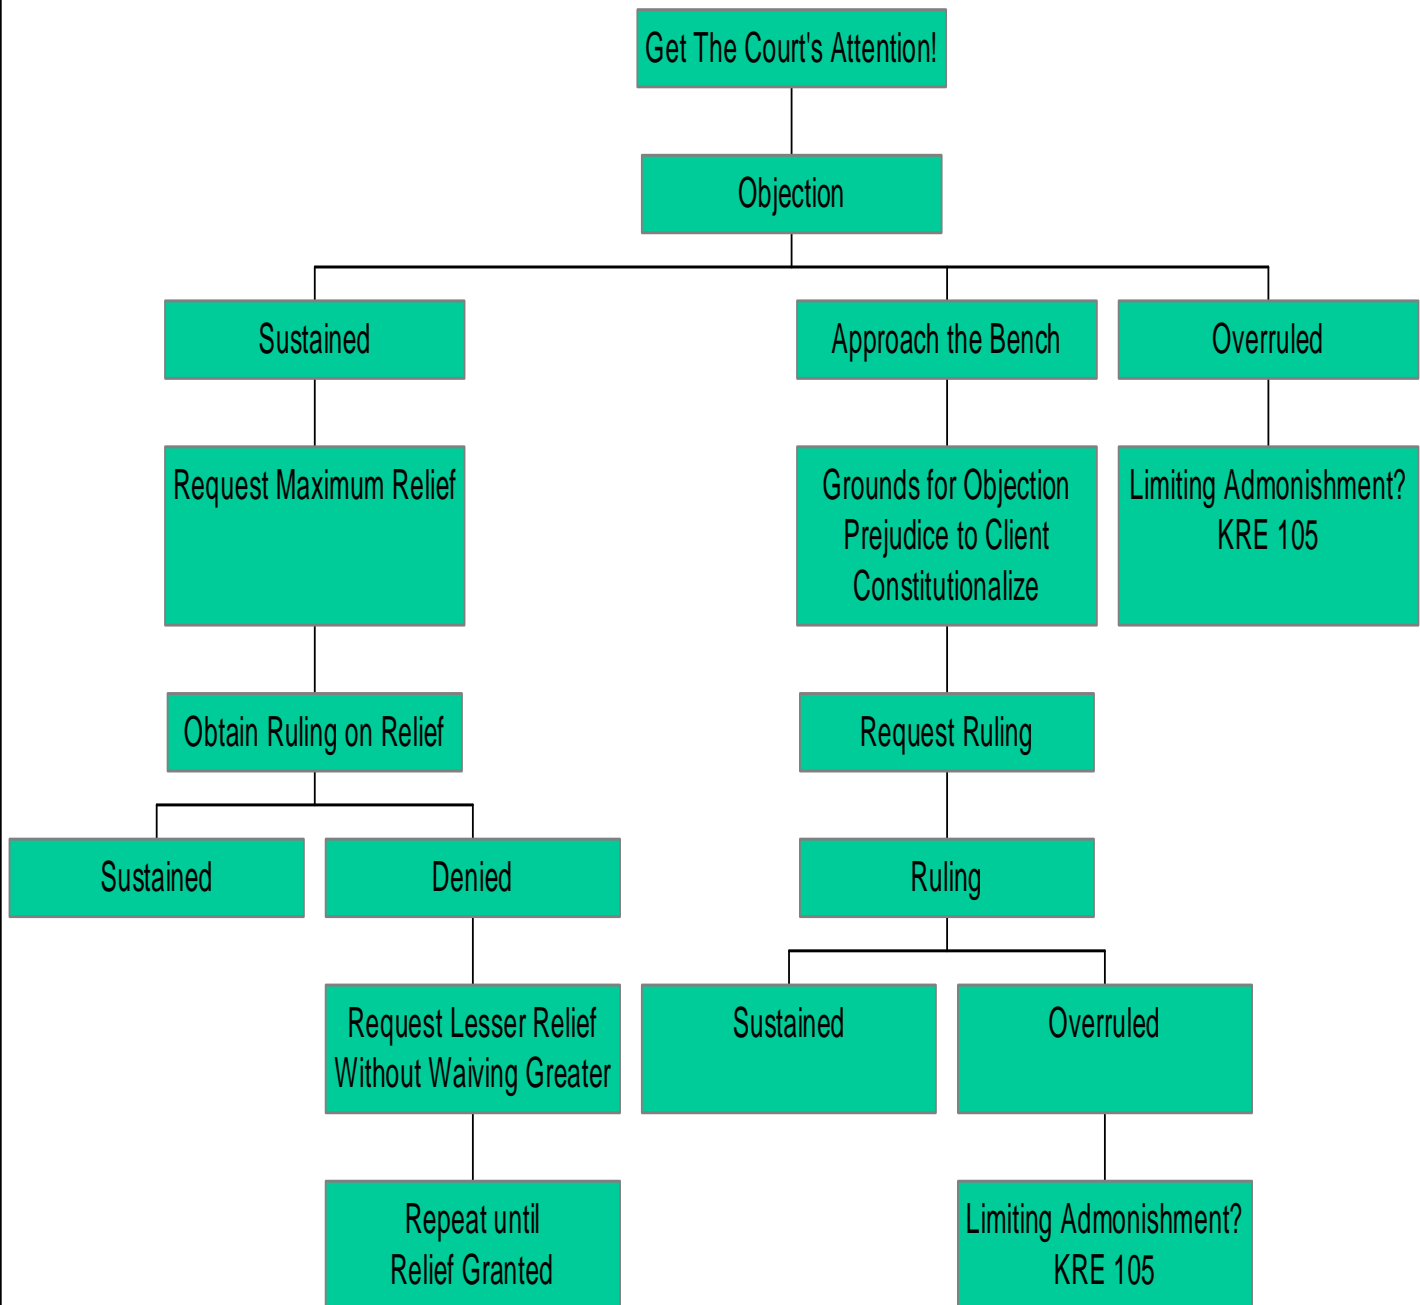 Get The Court's Attention!
Objection
Sustained
Approach the Bench
Overruled
Request Maximum Relief
Grounds for Objection
Prejudice to Client
Constitutionalize
Limiting Admonishment?
KRE 105
Obtain Ruling on Relief
Request Ruling
Sustained
Denied
Ruling
Request Lesser Relief
Without Waiving Greater
Sustained
Overruled
Repeat until
Relief Granted
Limiting Admonishment?
KRE 105